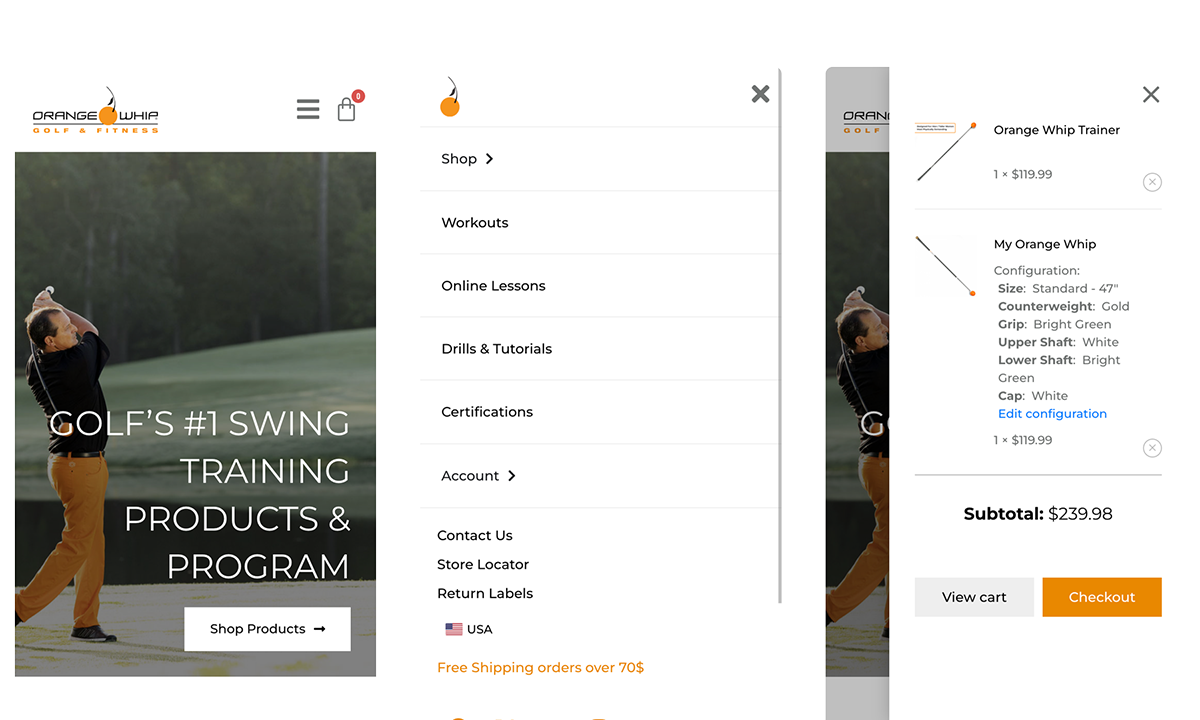 ORANGE WHIP
GOLF & FITNESS
0
GOLF’S #1 SWING
TRAINING
PRODUCTS &
PROGRAM
Shop Products
Shop
Workouts
Online Lessons
Drills & Tutorials
Certifications
Account
Contact Us
Store Locator
Return Labels
USA
Free Shipping orders over 70$
ORANG
GOLF
G
Orange Whip Trainer
1 × $119.99
My Orange Whip
Configuration:
Size: Standard - 47"
Counterweight: Gold
Grip: Bright Green
Upper Shaft: White
Lower Shaft: Bright
Green
Cap: White
Edit configuration
1 × $119.99
Subtotal: $239.98
View cart
Checkout